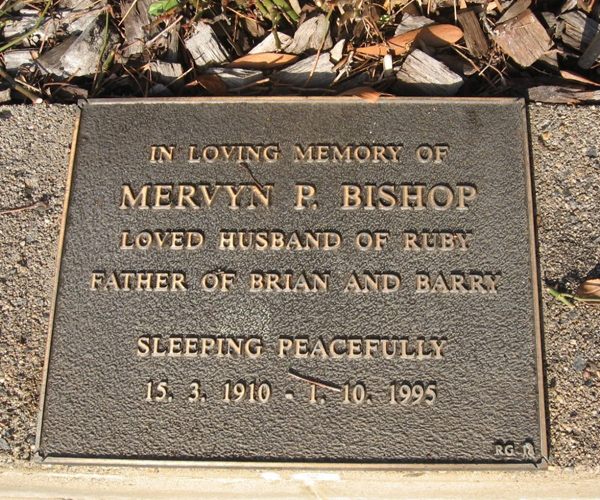 IN LOVING MEMORY OF
MERVYN P. BISHOP
LOVED HUSBAND OF RUBY
FATHER OF BRIAN AND BARRY
SLEEPING PEACEFULLY
15. 3. 1910 - 1. 10. 1995